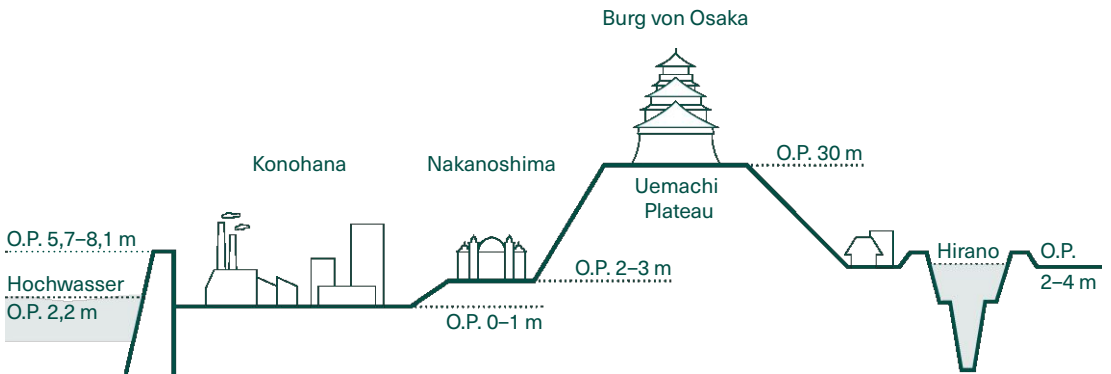 Burg von Osaka
Konohana
Nakanoshima
O.P. 30 m
Uemachi
Plateau
O.P. 5,7–8,1 m
Hirano
O.P.
2–4 m
O.P. 2–3 m
Hochwasser
O.P. 2,2 m
O.P. 0–1 m